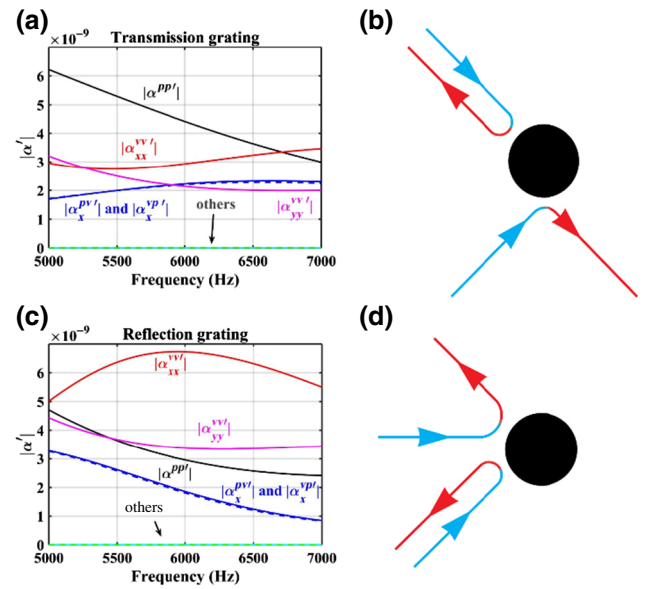 (a)
×10⁻⁹ Transmission grating
6
|α^{pp}′|
5
4
|α_{xx}^{vv}′|
3
2
|α_x^{pv}′| and |α_x^{vp}′|
others
|α_{yy}^{vv}′|
1
0
|α′|
5000 5500 6000 6500 7000
Frequency (Hz)
(b)
(c)
×10⁻⁹ Reflection grating
7
6
|α_{xx}^{vv}′|
5
4
|α_{yy}^{vv}′|
3
|α^{pp}′|
2
|α_x^{pv}′| and |α_x^{vp}′|
others
1
0
|α′|
5000 5500 6000 6500 7000
Frequency (Hz)
(d)